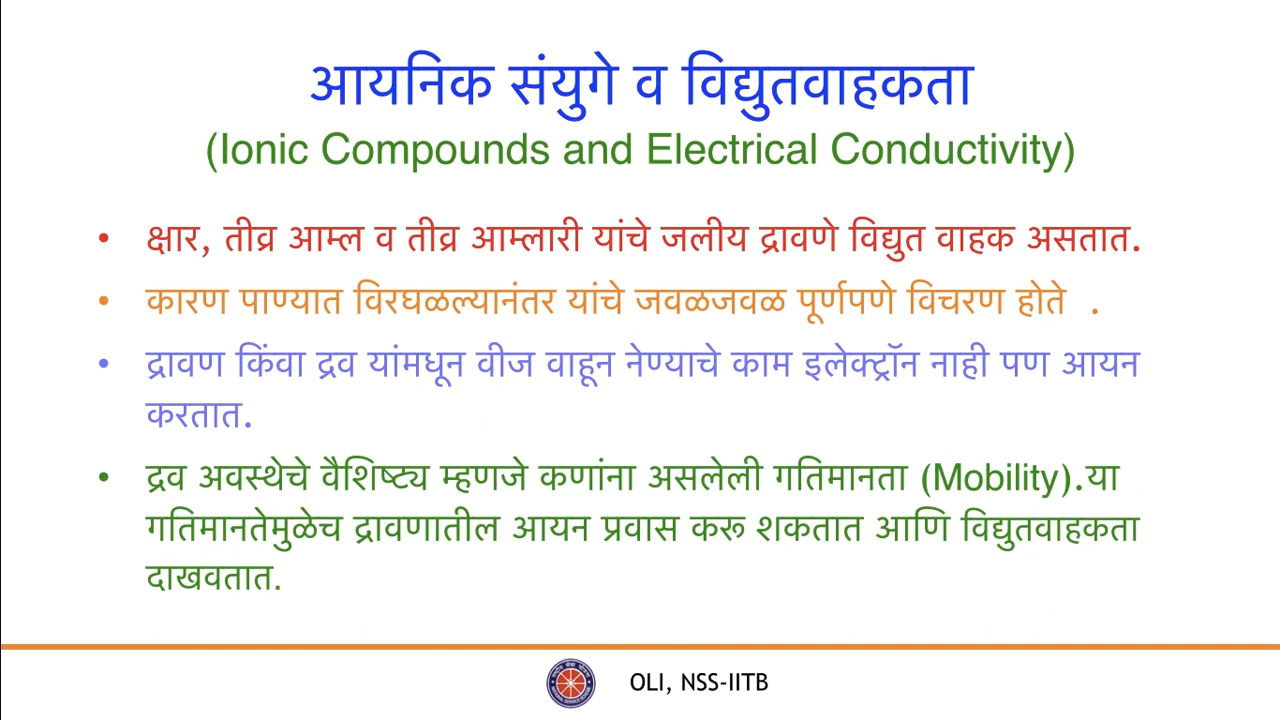 आयनिक संयुगे व विद्युतवाहकता
(Ionic Compounds and Electrical Conductivity)
• क्षार, तीव्र आम्ल व तीव्र आम्लारी यांचे जलीय द्रावणे विद्युत वाहक असतात.
• कारण पाण्यात विरघळल्यानंतर यांचे जवळजवळ पूर्णपणे विचरण होते .
• द्रावण किंवा द्रव यांमधून वीज वाहून नेण्याचे काम इलेक्ट्रॉन नाही पण आयन
करतात.
• द्रव अवस्थेचे वैशिष्ट्य म्हणजे कणांना असलेली गतिमानता (Mobility).या
गतिमानतेमुळेच द्रावणातील आयन प्रवास करू शकतात आणि विद्युतवाहकता
दाखवतात.
OLI, NSS-IITB